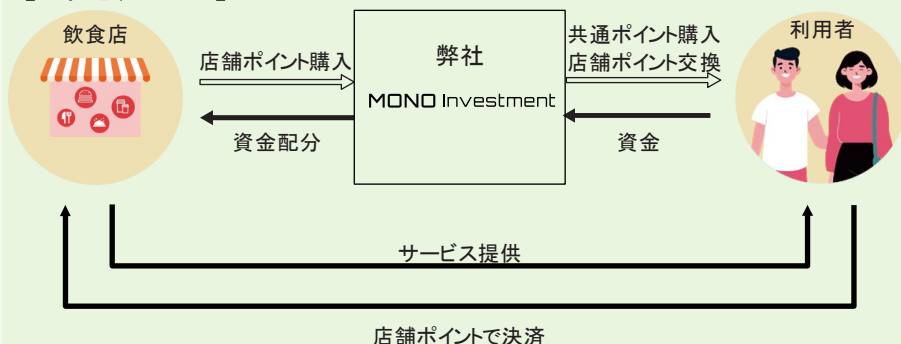 飲食店
店舗ポイント購入
資金配分
弊社
MONO Investment
共通ポイント購入
店舗ポイント交換
資金
利用者
サービス提供
店舗ポイントで決済